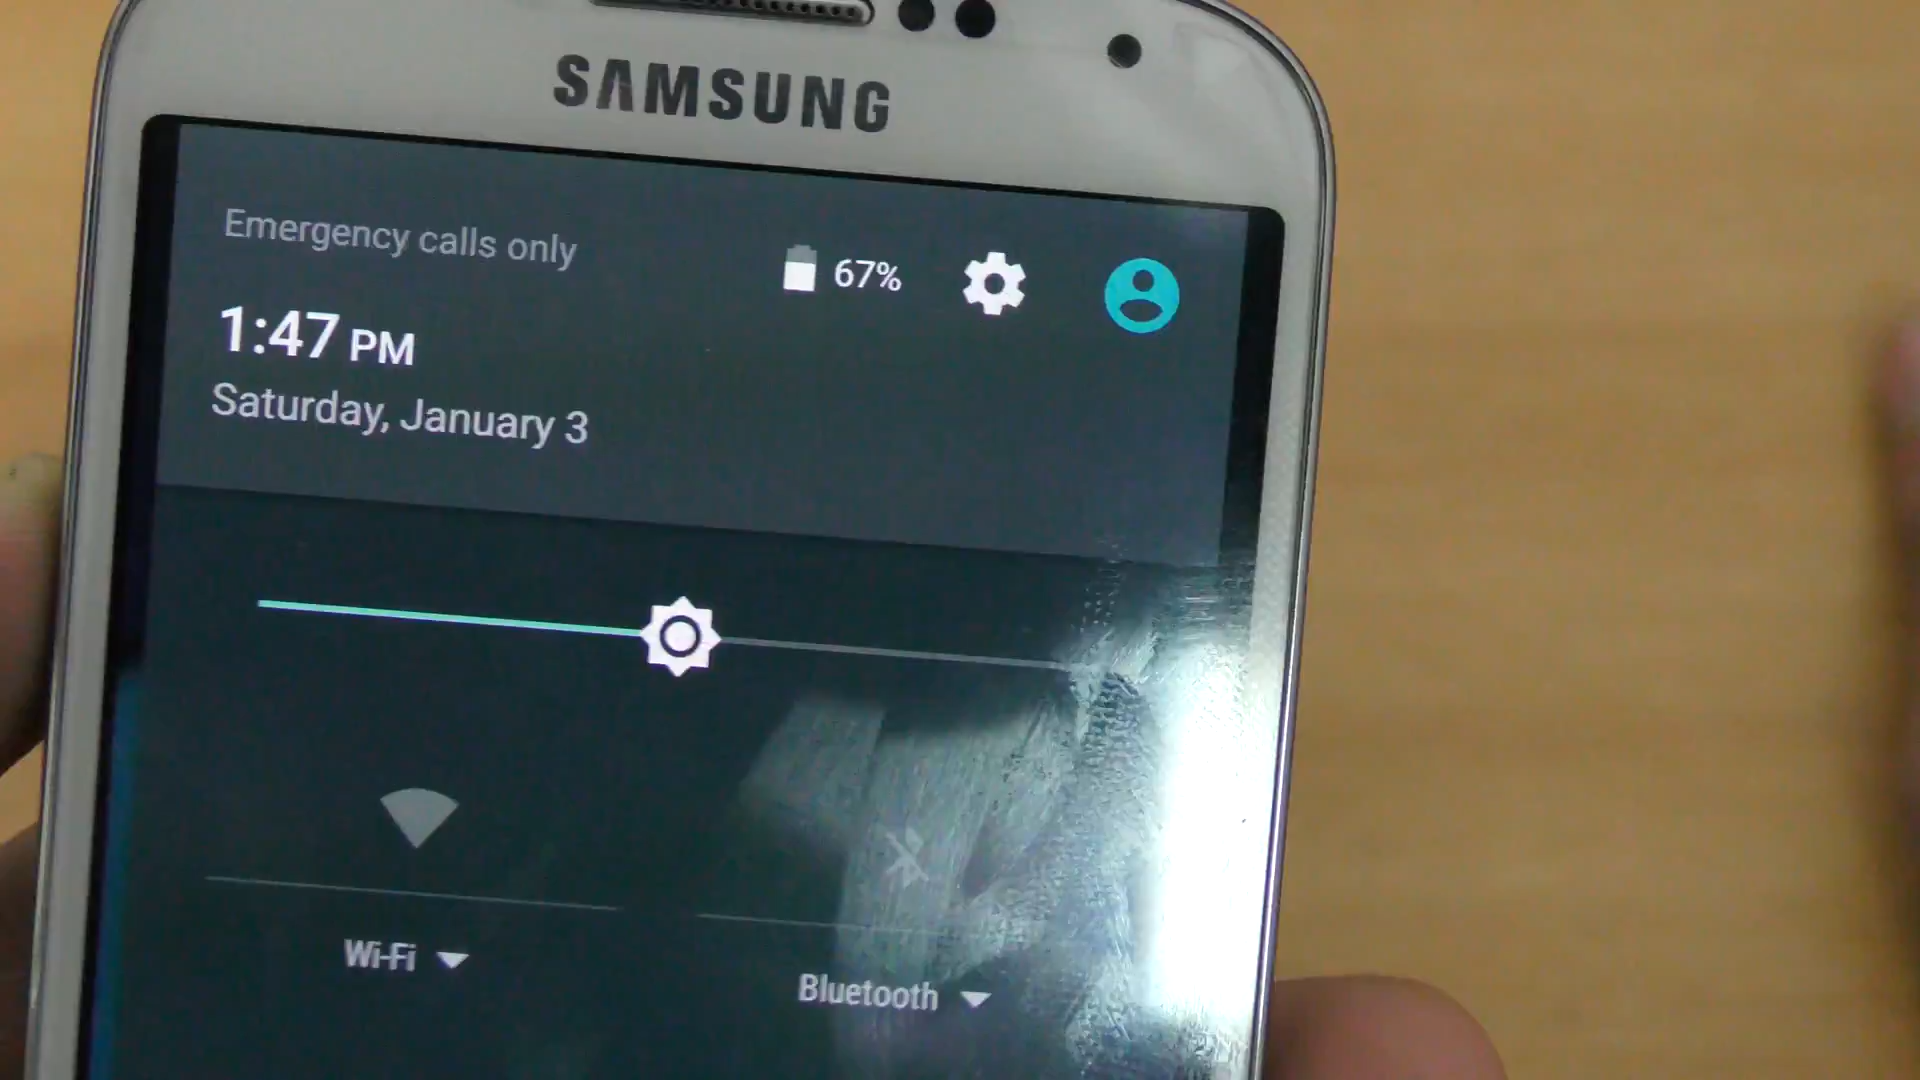 SAMSUNG
Emergency calls only
67%
1:47 PM
Saturday, January 3
Wi-Fi
Bluetooth